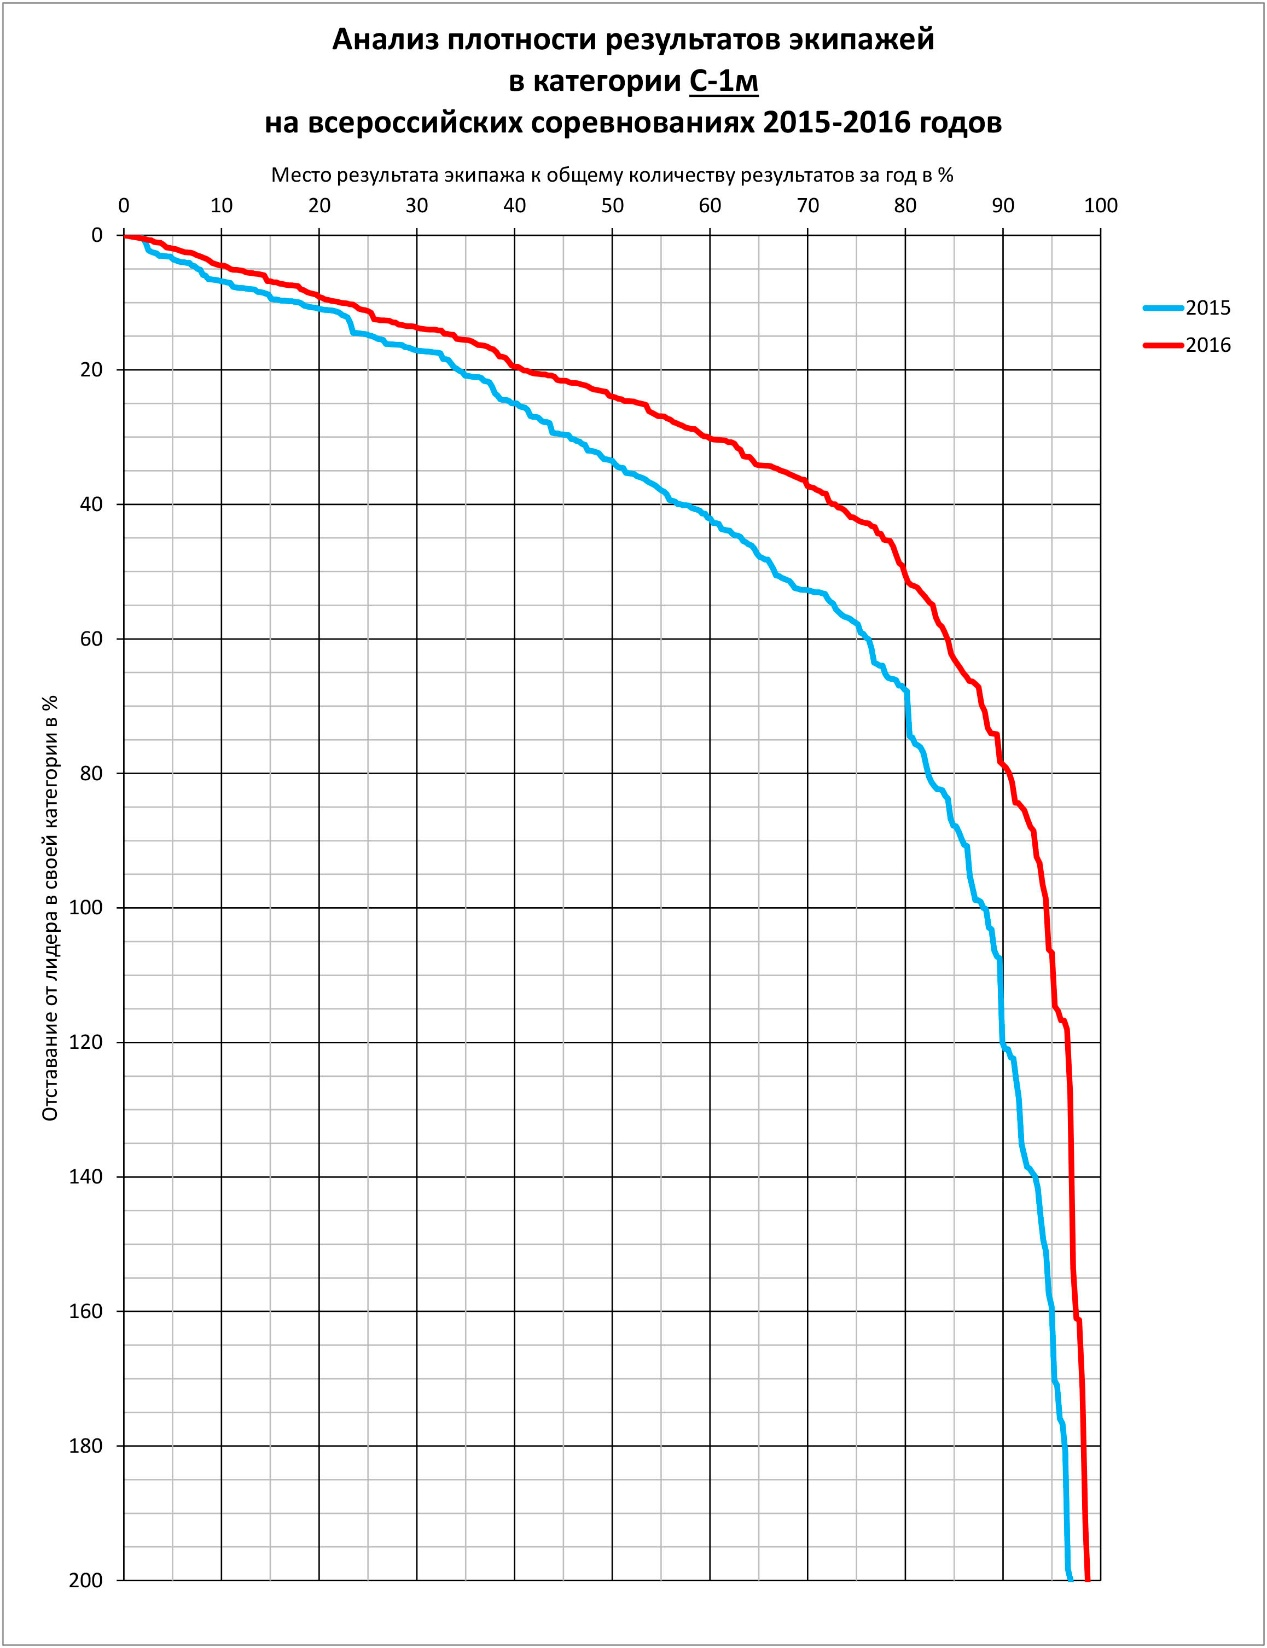 Анализ плотности результатов экипажей
в категории С-1м
на всероссийских соревнованиях 2015-2016 годов
Место результата экипажа к общему количеству результатов за год в %
0 10 20 30 40 50 60 70 80 90 100
0
20
40
60
80
100
120
140
160
180
200
Отставание от лидера в своей категории в %
2015
2016